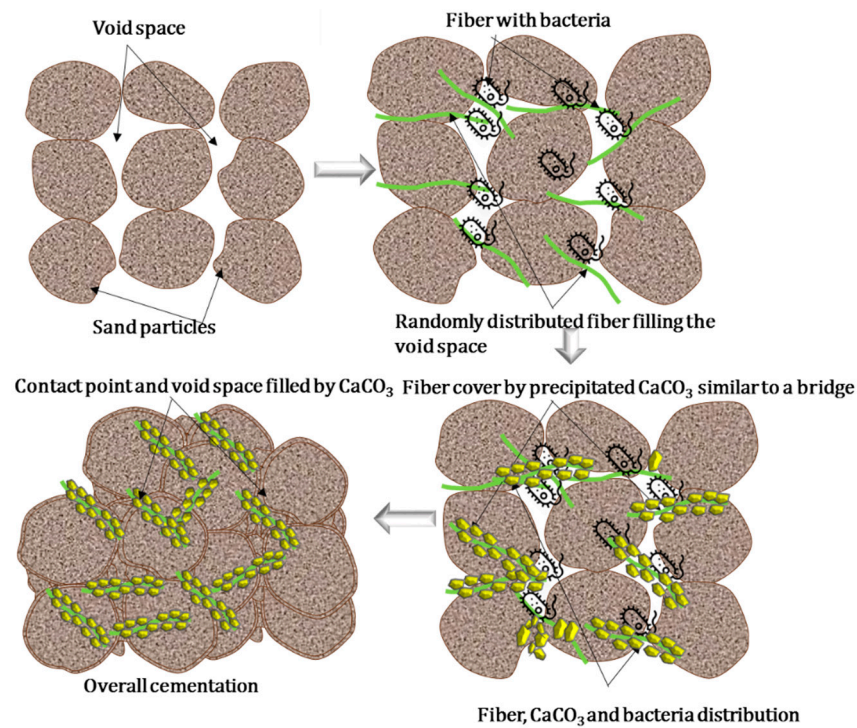 Void space
Fiber with bacteria
Sand particles
Randomly distributed fiber filling the
void space
Contact point and void space filled by CaCO₃
Fiber cover by precipitated CaCO₃ similar to a bridge
Overall cementation
Fiber, CaCO₃ and bacteria distribution